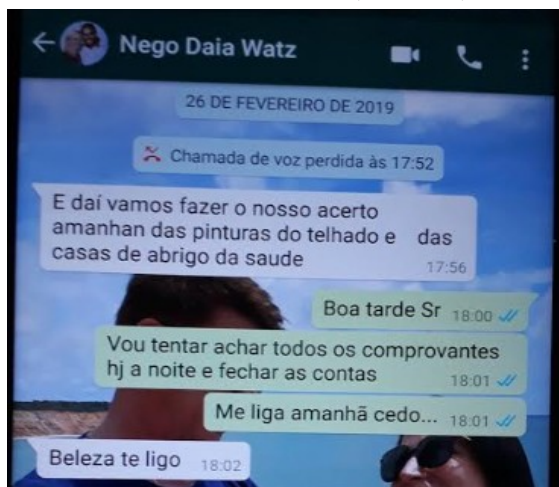 Nego Daia Watz
26 DE FEVEREIRO DE 2019
Chamada de voz perdida às 17:52
E daí vamos fazer o nosso acerto
amanhan das pinturas do telhado e das
casas de abrigo da saude
17:56
Boa tarde Sr 18:00
Vou tentar achar todos os comprovantes
hj a noite e fechar as contas
18:01
Me liga amanhã cedo... 18:01
Beleza te ligo 18:02